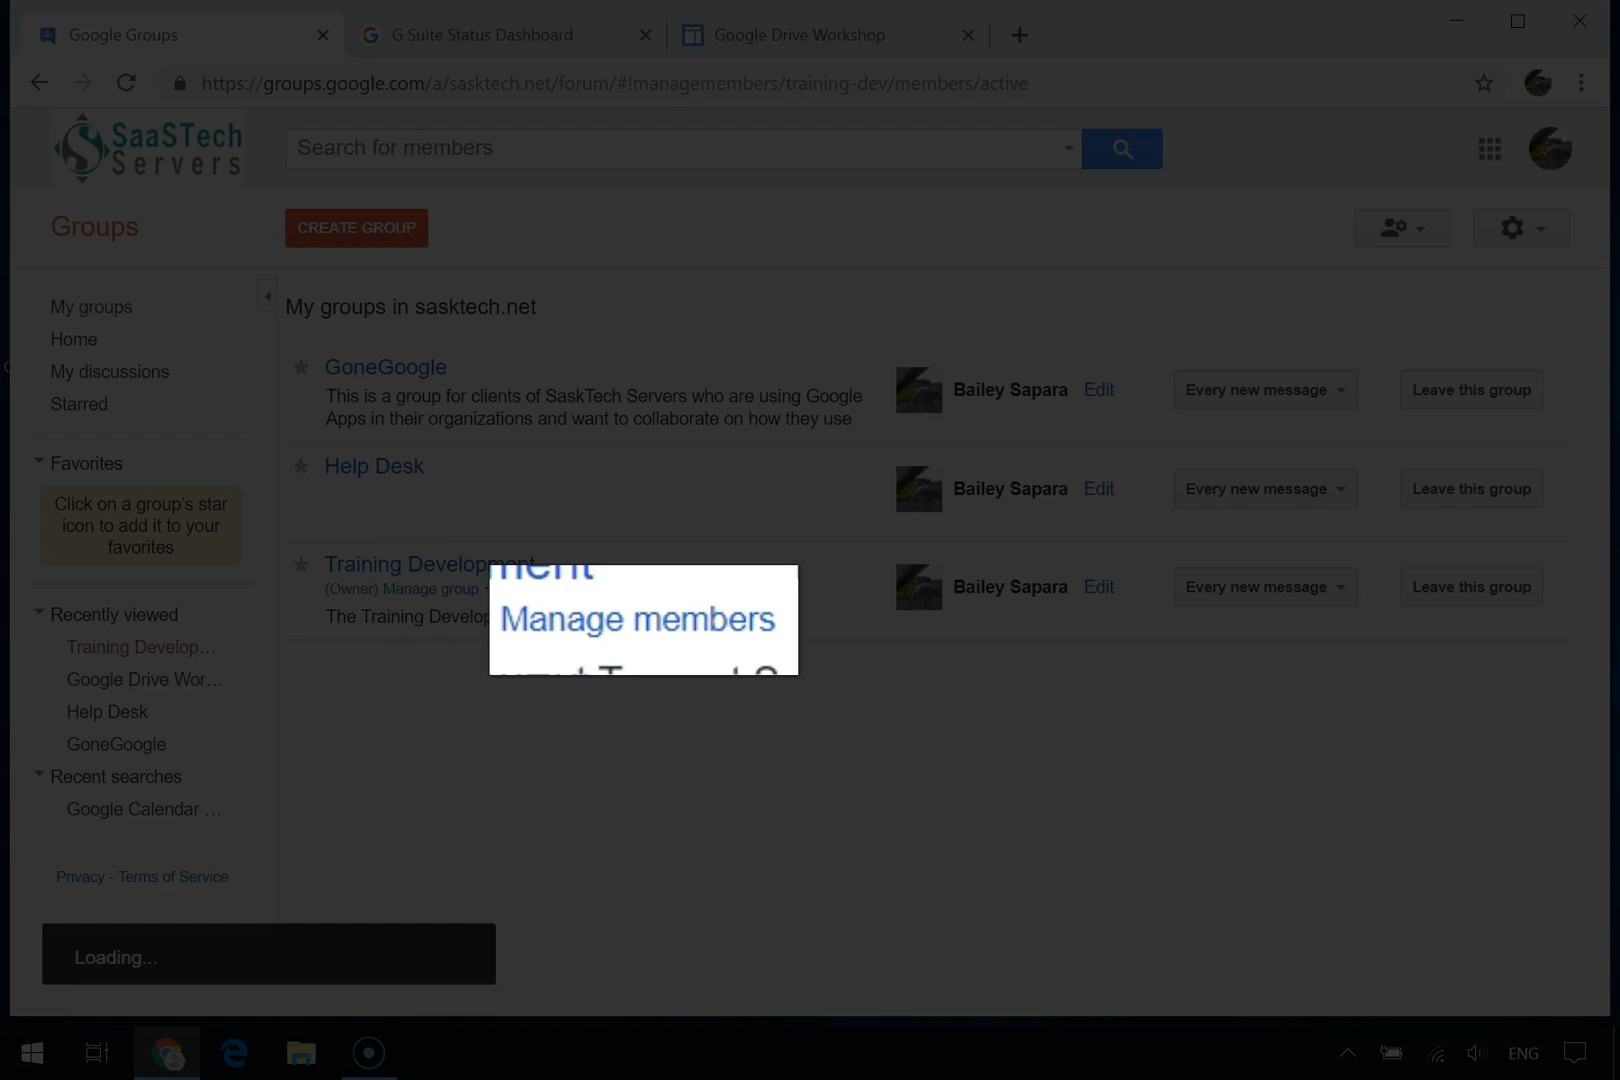 Google Groups
G Suite Status Dashboard
Google Drive Workshop
https://groups.google.com/a/sasktech.net/forum/#!managemembers/training-dev/members/active
SaaSTech
Servers
Search for members
Groups
CREATE GROUP
My groups
Home
My discussions
Starred
Favorites
Click on a group's star
icon to add it to your
favorites
Recently viewed
Training Develop...
Google Drive Wor...
Help Desk
GoneGoogle
Recent searches
Google Calendar ...
Privacy - Terms of Service
My groups in sasktech.net
GoneGoogle
This is a group for clients of SaskTech Servers who are using Google
Apps in their organizations and want to collaborate on how they use
Bailey Sapara Edit
Every new message
Leave this group
Help Desk
Bailey Sapara Edit
Every new message
Leave this group
Training Development
(Owner) Manage group
The Training
Manage members
Bailey Sapara Edit
Every new message
Leave this group
Loading...
ENG